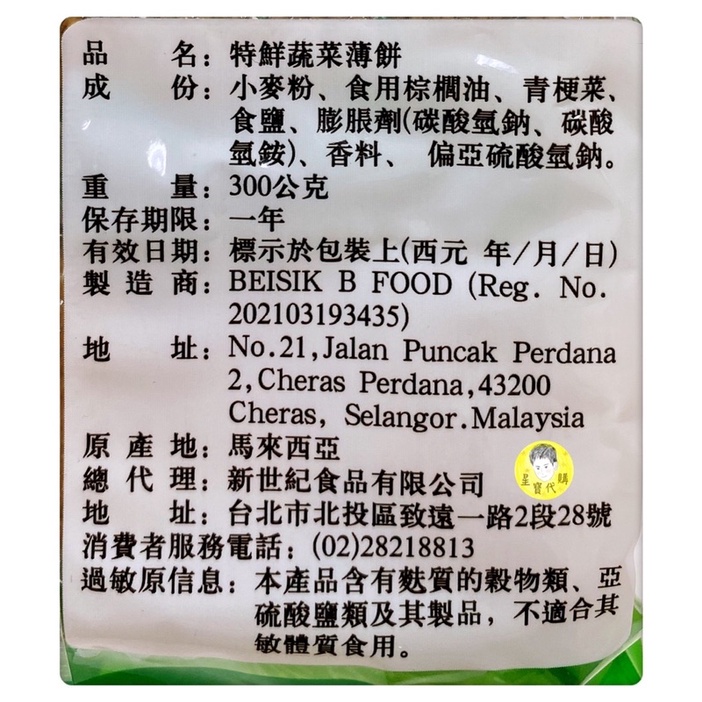 品名：特鮮蔬菜薄餅
成份：小麥粉、食用棕櫚油、青梗菜、
食鹽、膨脹劑(碳酸氫鈉、碳酸
氫銨)、香料、 偏亞硫酸氫鈉。
重量：300公克
保存期限：一年
有效日期：標示於包裝上(西元 年/月/日)
製造商：BEISIK B FOOD (Reg. No.
202103193435)
地址：No.21,Jalan Puncak Perdana
2,Cheras Perdana,43200
Cheras, Selangor.Malaysia
原產地：馬來西亞
總代理：新世紀食品有限公司
呈寶代購
地址：台北市北投區致遠一路2段28號
消費者服務電話：(02)28218813
過敏原信息：本產品含有麩質的穀物類、亞
硫酸鹽類及其製品，不適合其
敏體質食用。